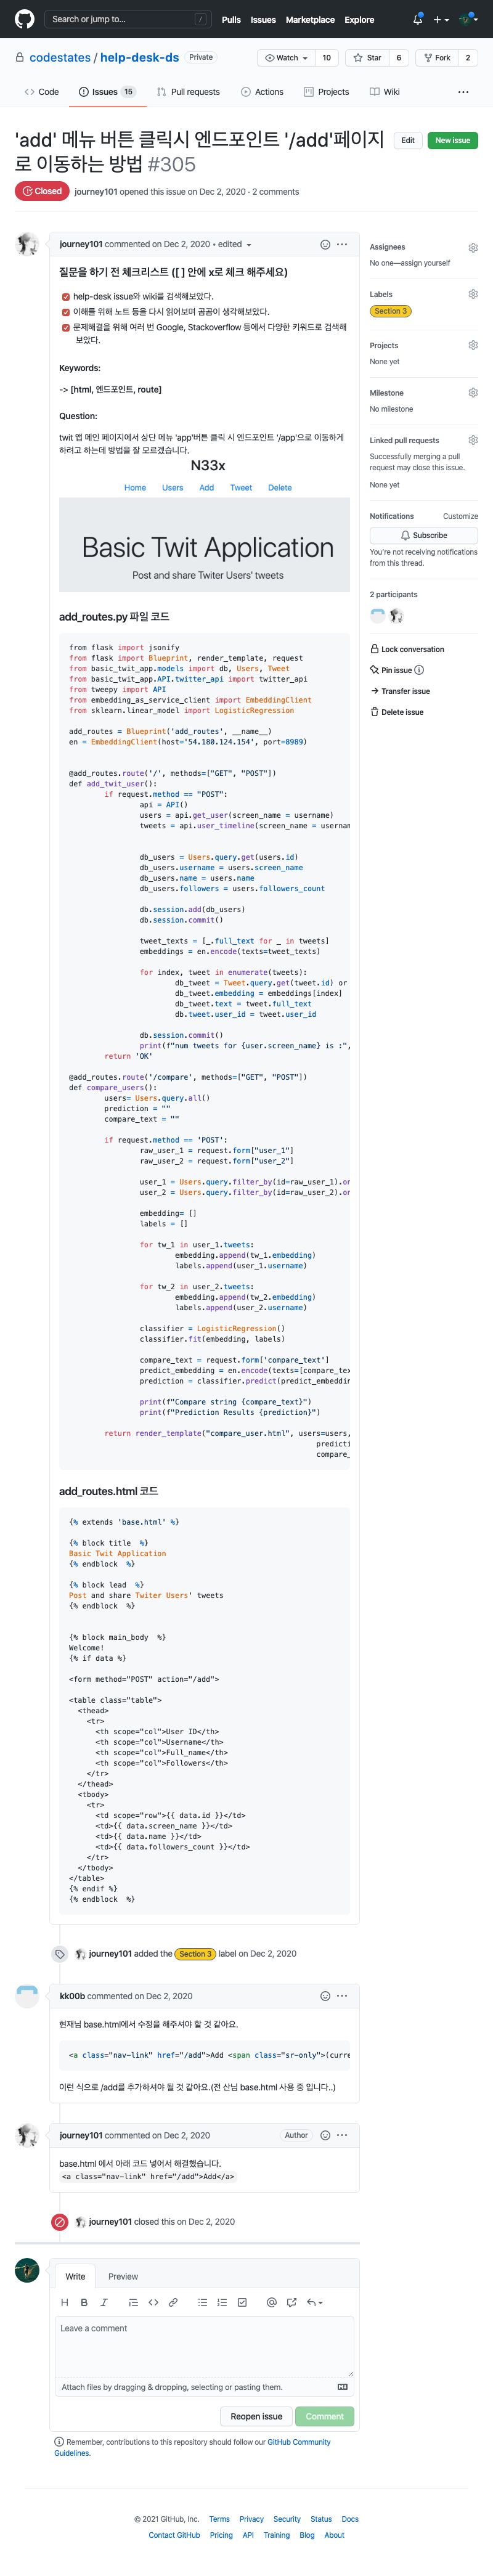 Search or jump to...
/
Pulls Issues Marketplace Explore
codestates / help-desk-ds Private
Watch 10
Star 6
Fork 2
Code
Issues 15
Pull requests
Actions
Projects
Wiki
'add' 메뉴 버튼 클릭시 엔드포인트 '/add'페이지
로 이동하는 방법 #305
Edit
New issue
Closed
journey101 opened this issue on Dec 2, 2020 · 2 comments
journey101 commented on Dec 2, 2020 • edited
질문을 하기 전 체크리스트 ([ ] 안에 x로 체크 해주세요)
help-desk issue와 wiki를 검색해보았다.
이해를 위해 노트 등을 다시 읽어보며 곰곰이 생각해보았다.
문제해결을 위해 여러 번 Google, Stackoverflow 등에서 다양한 키워드로 검색해
보았다.
Keywords:
-> [html, 엔드포인트, route]
Question:
twit 앱 메인 페이지에서 상단 메뉴 'app'버튼 클릭 시 엔드포인트 '/app'으로 이동하게
하려고 하는데 방법을 잘 모르겠습니다.
N33x
Home Users Add Tweet Delete
Basic Twit Application
Post and share Twiter Users' tweets
add_routes.py 파일 코드
from flask import jsonify
from flask import Blueprint, render_template, request
from basic_twit_app.models import db, Users, Tweet
from basic_twit_app.API.twitter_api import twitter_api
from tweepy import API
from embedding_as_service_client import EmbeddingClient
from sklearn.linear_model import LogisticRegression
add_routes = Blueprint('add_routes', __name__)
en = EmbeddingClient(host='54.180.124.154', port=8989)
@add_routes.route('/', methods=["GET", "POST"])
def add_twit_user():
if request.method == "POST":
api = API()
users = api.get_user(screen_name = username)
tweets = api.user_timeline(screen_name = usernam
db_users = Users.query.get(users.id)
db_users.username = users.screen_name
db_users.name = users.name
db_users.followers = users.followers_count
db.session.add(db_users)
db.session.commit()
tweet_texts = [_.full_text for _ in tweets]
embeddings = en.encode(texts=tweet_texts)
for index, tweet in enumerate(tweets):
db_tweet = Tweet.query.get(tweet.id) or
db_tweet.embedding = embeddings[index]
db_tweet.text = tweet.full_text
db.tweet.user_id = tweet.user_id
db.session.commit()
print(f"num tweets for {user.screen_name} is :",
return 'OK'
@add_routes.route('/compare', methods=["GET", "POST"])
def compare_users():
users= Users.query.all()
prediction = ""
compare_text = ""
if request.method == 'POST':
raw_user_1 = request.form["user_1"]
raw_user_2 = request.form["user_2"]
user_1 = Users.query.filter_by(id=raw_user_1).on
user_2 = Users.query.filter_by(id=raw_user_2).on
embedding= []
labels = []
for tw_1 in user_1.tweets:
embedding.append(tw_1.embedding)
labels.append(user_1.username)
for tw_2 in user_2.tweets:
embedding.append(tw_2.embedding)
labels.append(user_2.username)
classifier = LogisticRegression()
classifier.fit(embedding, labels)
compare_text = request.form['compare_text']
predict_embedding = en.encode(texts=[compare_tex
prediction = classifier.predict(predict_embeddin
print(f"Compare string {compare_text}")
print(f"Prediction Results {prediction}")
return render_template("compare_user.html", users=users,
predicti
compare_
add_routes.html 코드
{% extends 'base.html' %}
{% block title  %}
Basic Twit Application
{% endblock  %}
{% block lead  %}
Post and share Twiter Users' tweets
{% endblock  %}
{% block main_body  %}
Welcome!
{% if data %}
<form method="POST" action="/add">
<table class="table">
<thead>
<tr>
<th scope="col">User ID</th>
<th scope="col">Username</th>
<th scope="col">Full_name</th>
<th scope="col">Followers</th>
</tr>
</thead>
<tbody>
<tr>
<td scope="row">{{ data.id }}</td>
<td>{{ data.screen_name }}</td>
<td>{{ data.name }}</td>
<td>{{ data.followers_count }}</td>
</tr>
</tbody>
</table>
{% endif %}
{% endblock  %}
Assignees
No one—assign yourself
Labels
Section 3
Projects
None yet
Milestone
No milestone
Linked pull requests
Successfully merging a pull
request may close this issue.
None yet
Notifications Customize
Subscribe
You're not receiving notifications
from this thread.
2 participants
Lock conversation
Pin issue
Transfer issue
Delete issue
journey101 added the Section 3 label on Dec 2, 2020
kk00b commented on Dec 2, 2020
현재님 base.html에서 수정을 해주셔야 할 것 같아요.
<a class="nav-link" href="/add">Add <span class="sr-only">(curre
이런 식으로 /add를 추가하셔야 될 것 같아요.(전 산님 base.html 사용 중 입니다..)
journey101 commented on Dec 2, 2020
Author
base.html 에서 아래 코드 넣어서 해결했습니다.
<a class="nav-link" href="/add">Add</a>
journey101 closed this on Dec 2, 2020
Write Preview
Leave a comment
Attach files by dragging & dropping, selecting or pasting them.
Reopen issue
Comment
Remember, contributions to this repository should follow our GitHub Community
Guidelines.
© 2021 GitHub, Inc. Terms Privacy Security Status Docs
Contact GitHub Pricing API Training Blog About